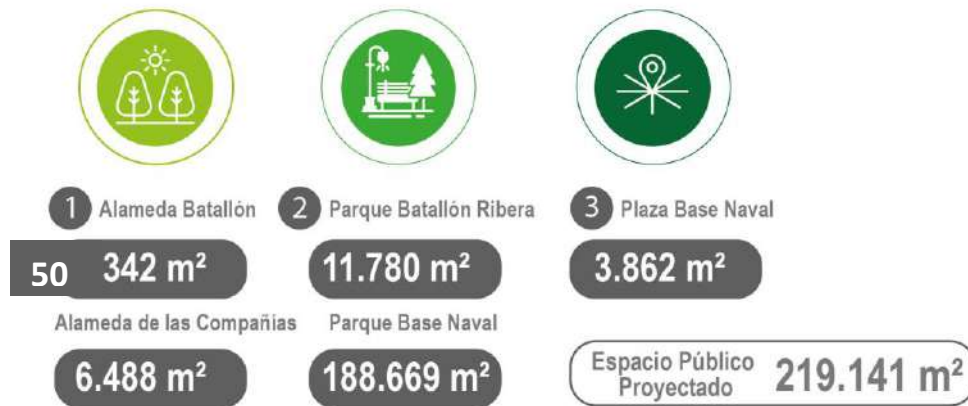 1 Alameda Batallón 2 Parque Batallón Ribera 3 Plaza Base Naval
50 342 m² 11.780 m² 3.862 m²
Alameda de las Compañias Parque Base Naval
6.488 m² 188.669 m² Espacio Público Proyectado 219.141 m²